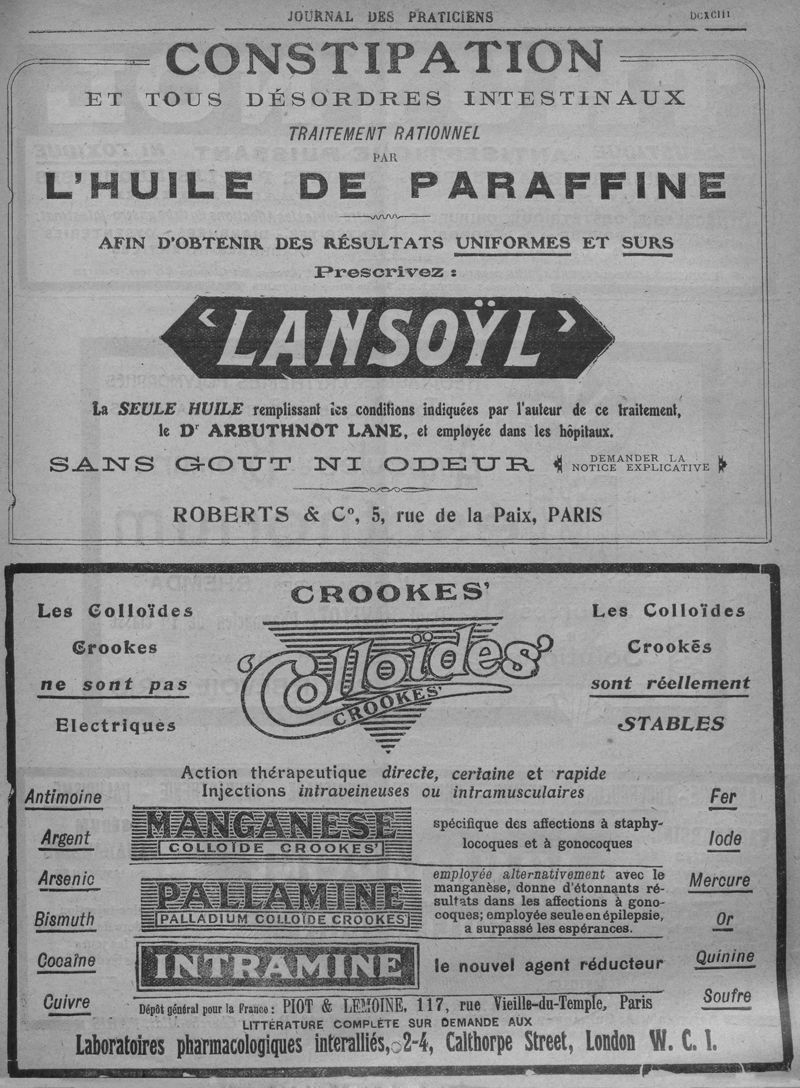 JOURNAL DES PRATICIENS
DCXCIII
CONSTIPATION
ET TOUS DÉSORDRES INTESTINAUX
TRAITEMENT RATIONNEL
PAR
L'HUILE DE PARAFFINE
AFIN D'OBTENIR DES RÉSULTATS UNIFORMES ET SURS
Prescrivez :
‘LANSOŸL’
La SEULE HUILE remplissant les conditions indiquées par l'auteur de ce traitement,
le Dr ARBUTHNOT LANE, et employée dans les hôpitaux.
SANS GOUT NI ODEUR
DEMANDER LA
NOTICE EXPLICATIVE
ROBERTS & Co, 5, rue de la Paix, PARIS
CROOKES'
‘Colloïdes’
CROOKES'
Les Colloïdes
Crookes
ne sont pas
Electriques
Les Colloïdes
Crookés
sont réellement
STABLES
Action thérapeutique directe, certaine et rapide
Injections intraveineuses ou intramusculaires
Antimoine
Argent
Arsenic
Bismuth
Cocaïne
Cuivre
MANGANESE
COLLOÏDE CROOKES'
spécifique des affections à staphy-
locoques et à gonocoques
PALLAMINE
PALLADIUM COLLOÏDE CROOKES
employée alternativement avec le
manganèse, donne d'étonnants ré-
sultats dans les affections à gono-
coques; employée seule en épilepsie,
a surpassé les espérances.
INTRAMINE
le nouvel agent réducteur
Fer
Iode
Mercure
Or
Quinine
Soufre
Dépôt général pour la France : PIOT & LEMOINE, 117, rue Vieille-du-Temple, Paris
LITTÉRATURE COMPLÈTE SUR DEMANDE AUX
Laboratoires pharmacologiques interalliés, 2-4, Calthorpe Street, London W. C. I.